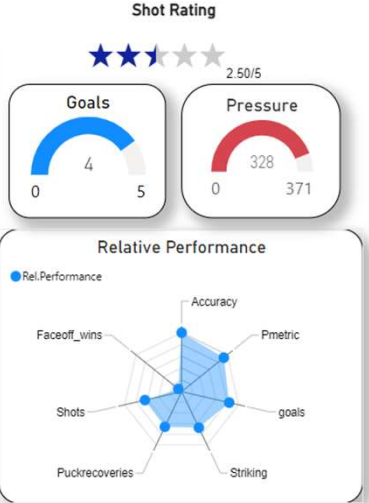 Shot Rating
2.50/5
Goals
4
0
5
Pressure
328
0
371
Relative Performance
Rel.Performance
Accuracy
Faceoff_wins
Pmetric
Shots
goals
Puckrecoveries
Striking